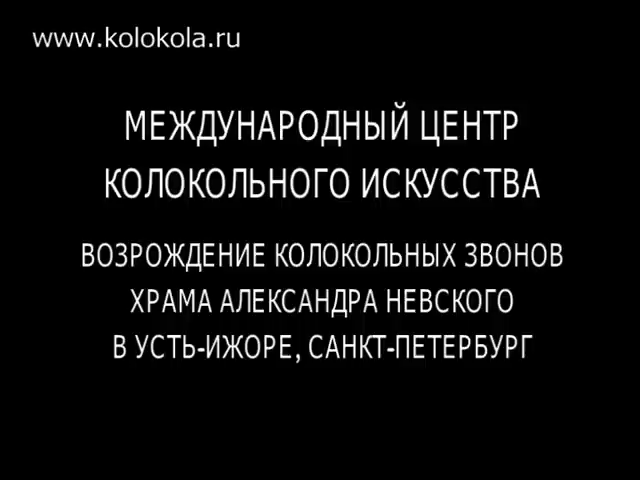 www.kolokola.ru
МЕЖДУНАРОДНЫЙ ЦЕНТР
КОЛОКОЛЬНОГО ИСКУССТВА
ВОЗРОЖДЕНИЕ КОЛОКОЛЬНЫХ ЗВОНОВ
ХРАМА АЛЕКСАНДРА НЕВСКОГО
В УСТЬ-ИЖОРЕ, САНКТ-ПЕТЕРБУРГ